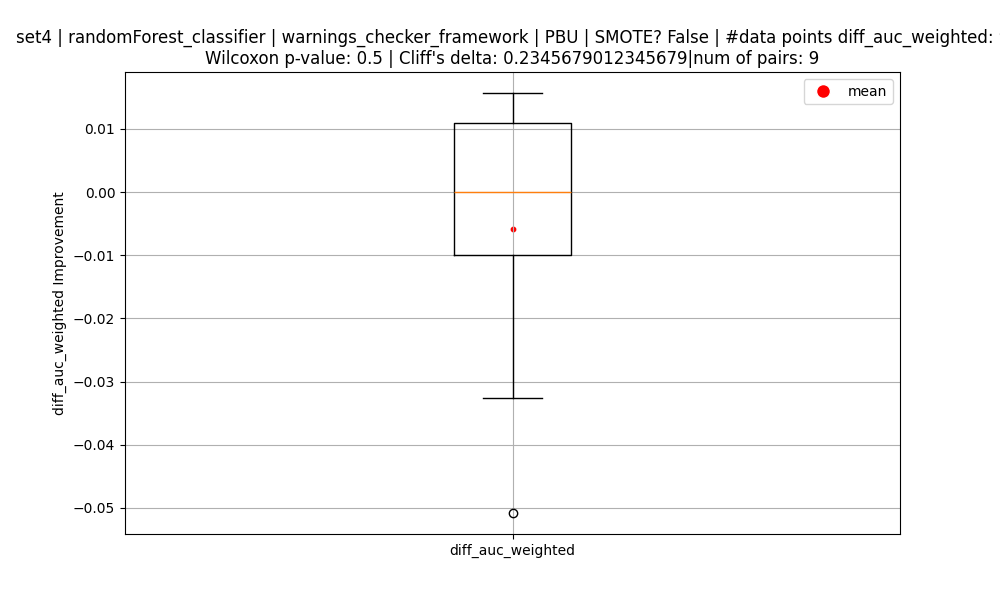 set4 | randomForest_classifier | warnings_checker_framework | PBU | SMOTE? False | #data points diff_auc_weighted:
Wilcoxon p-value: 0.5 | Cliff's delta: 0.2345679012345679|num of pairs: 9
mean
0.01
0.00
−0.01
−0.02
−0.03
−0.04
−0.05
diff_auc_weighted Improvement
diff_auc_weighted